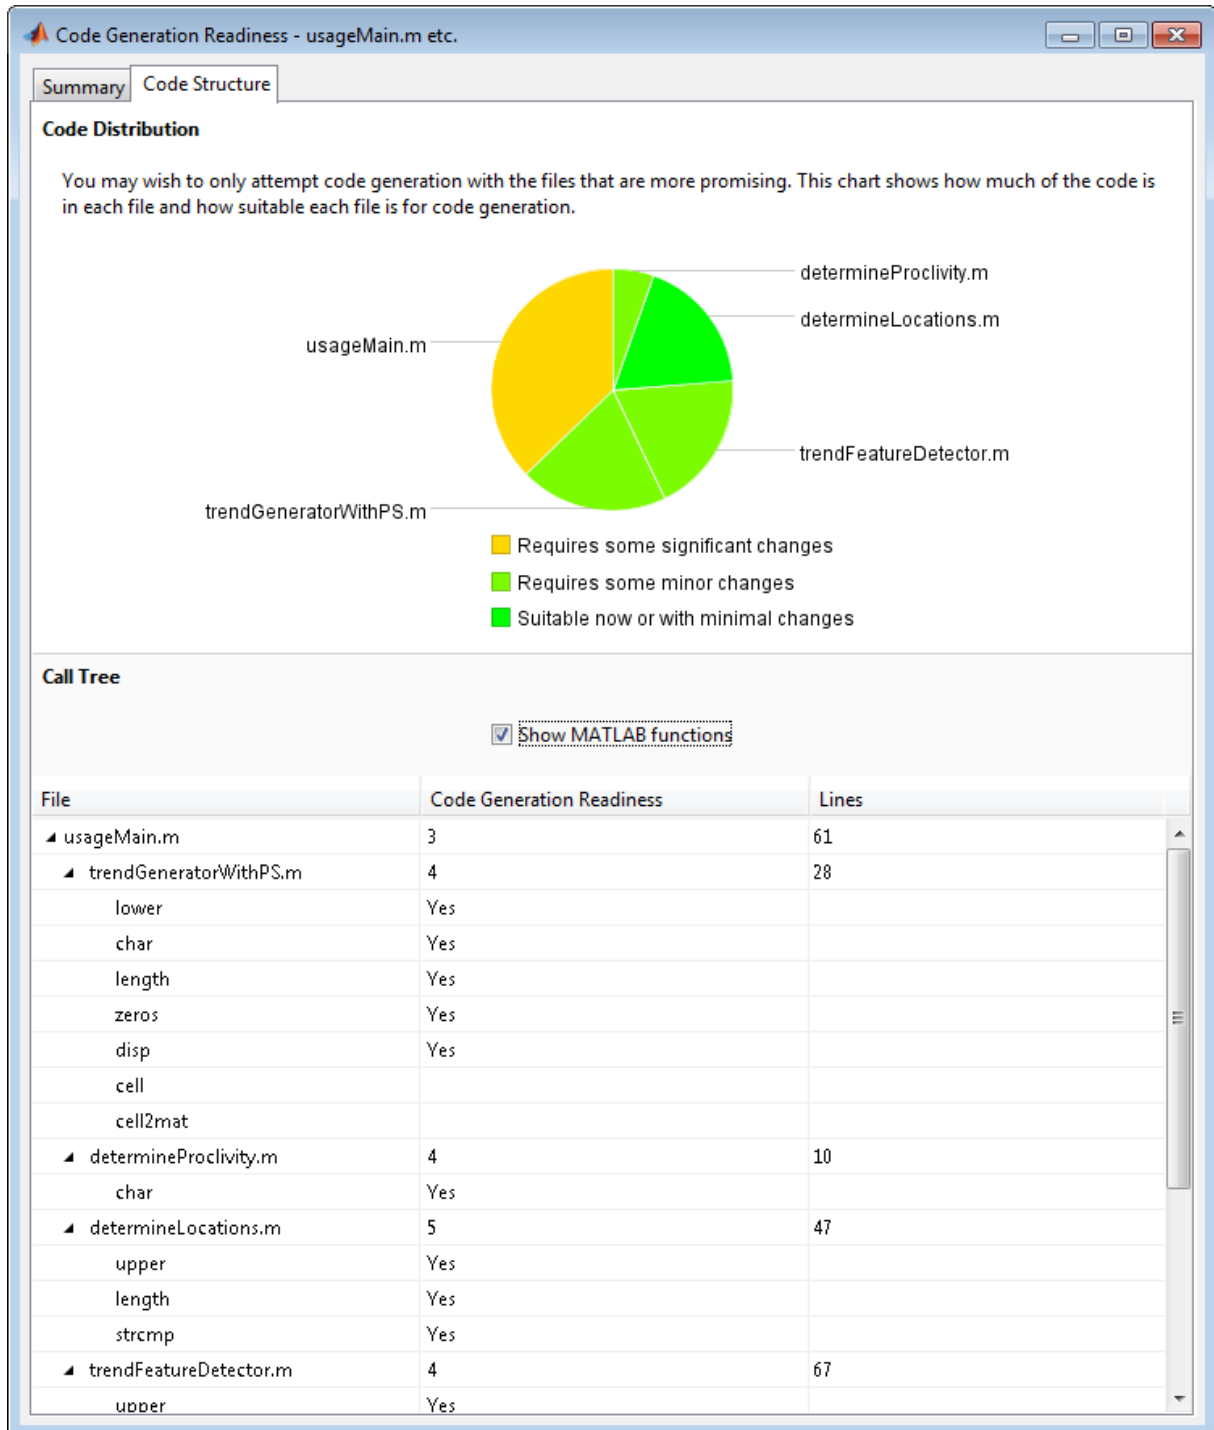 Code Generation Readiness - usageMain.m etc.
Summary
Code Structure
Code Distribution
You may wish to only attempt code generation with the files that are more promising. This chart shows how much of the code is
in each file and how suitable each file is for code generation.
determineProclivity.m
determineLocations.m
usageMain.m
trendFeatureDetector.m
trendGeneratorWithPS.m
Requires some significant changes
Requires some minor changes
Suitable now or with minimal changes
Call Tree
Show MATLAB functions
File Code Generation Readiness Lines
usageMain.m 3 61
trendGeneratorWithPS.m 4 28
lower Yes
char Yes
length Yes
zeros Yes
disp Yes
cell
cell2mat
determineProclivity.m 4 10
char Yes
determineLocations.m 5 47
upper Yes
length Yes
strcmp Yes
trendFeatureDetector.m 4 67
upper Yes